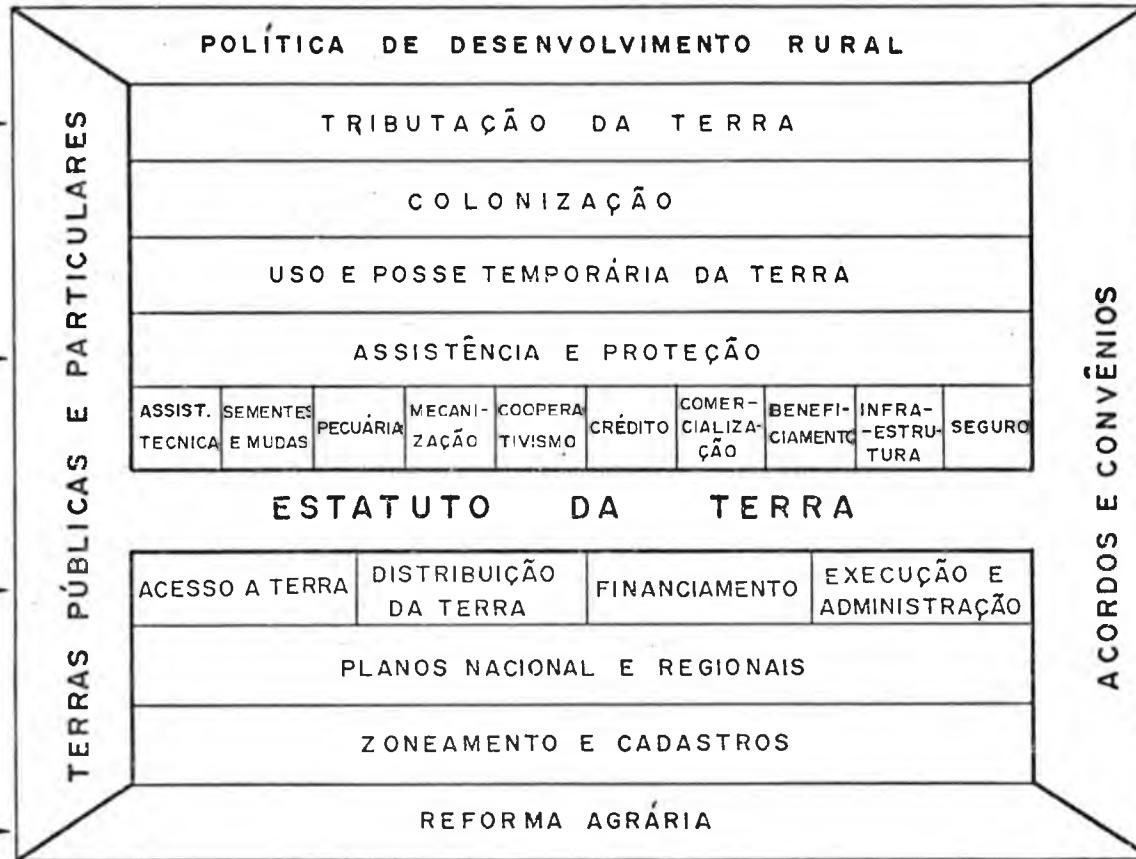 POLÍTICA DE DESENVOLVIMENTO RURAL
TERRAS PÚBLICAS E PARTICULARES
TRIBUTAÇÃO DA TERRA
COLONIZAÇÃO
USO E POSSE TEMPORÁRIA DA TERRA
ASSISTÊNCIA E PROTEÇÃO
ASSIST.
TECNICA
SEMENTES
E MUDAS
PECUÁRIA
MECANI-
ZAÇÃO
COOPERA
TIVISMO
CRÉDITO
COMER-
CIALIZA-
ÇÃO
BENEFI-
CIAMENTO
INFRA-
-ESTRU-
TURA
SEGURO
ESTATUTO DA TERRA
ACESSO A TERRA
DISTRIBUIÇÃO
DA TERRA
FINANCIAMENTO
EXECUÇÃO E
ADMINISTRAÇÃO
PLANOS NACIONAL E REGIONAIS
ZONEAMENTO E CADASTROS
REFORMA AGRÁRIA
ACORDOS E CONVÊNIOS